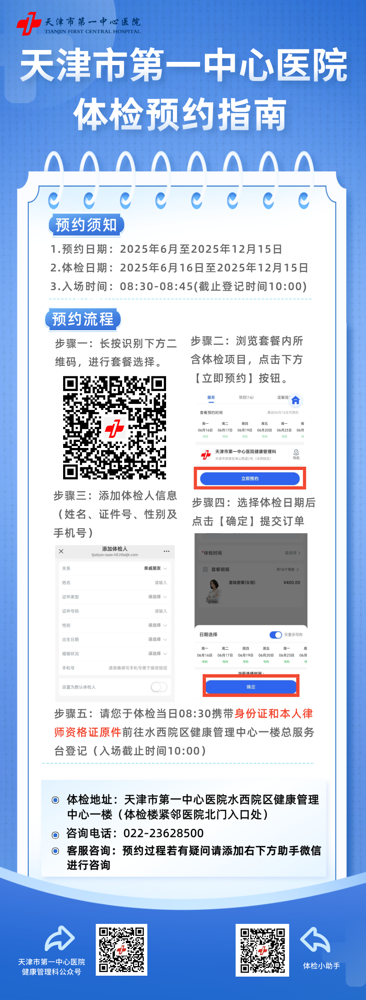 天津市第一中心医院
TIANJIN FIRST CENTRAL HOSPITAL
天津市第一中心医院
体检预约指南
预约须知
1.预约日期：2025年6月至2025年12月15日
2.体检日期：2025年6月16日至2025年12月15日
3.入场时间：08:30-08:45(截止登记时间10:00)
预约流程
步骤一：长按识别下方二
维码，进行套餐选择。
步骤二：浏览套餐内所
含体检项目，点击下方
【立即预约】按钮。
服务 项目(16) 温馨提
查看预约时间 最近06月16日可预约
周一 周二 周四 周五 周一 周
06月16日 06月17日 06月19日 06月20日 06月23日 06月
可约 可约 可约 可约 可约 可
天津市第一中心医院健康管理科
天津市西青区保山西道2号（水西院区）
导航
立即预约
步骤三：添加体检人信息
（姓名、证件号、性别及
手机号）
添加体检人
tjsdyzx-saas-h5.hfadjk.com
关系 亲戚朋友
姓名 请输入
证件类型 请选择
证件号码 请输入
性别 请选择
出生日期 请选择
婚姻状况 请选择
手机号 请准确填写手机号便于接收短信
设置为默认体检人
步骤四：选择体检日期后
点击【确定】提交订单
*体检时间 请选择
套餐明细 共16个项目
基础套餐(女组) ¥400.00
日期选择 只显示可约
周一 周二 周四 周五 周一 周
06月16日 06月17日 06月19日 06月20日 06月23日 06月
可约 可约 可约 可约 可约 可
当前选择时间：
确定
步骤五：请您于体检当日08:30携带身份证和本人律
师资格证原件前往水西院区健康管理中心一楼总服务
台登记（入场截止时间10:00）
体检地址：天津市第一中心医院水西院区健康管理
中心一楼（体检楼紧邻医院北门入口处）
咨询电话：022-23628500
客服咨询：预约过程若有疑问请添加右下方助手微信
进行咨询
天津市第一中心医院
健康管理科公众号
体检小助手